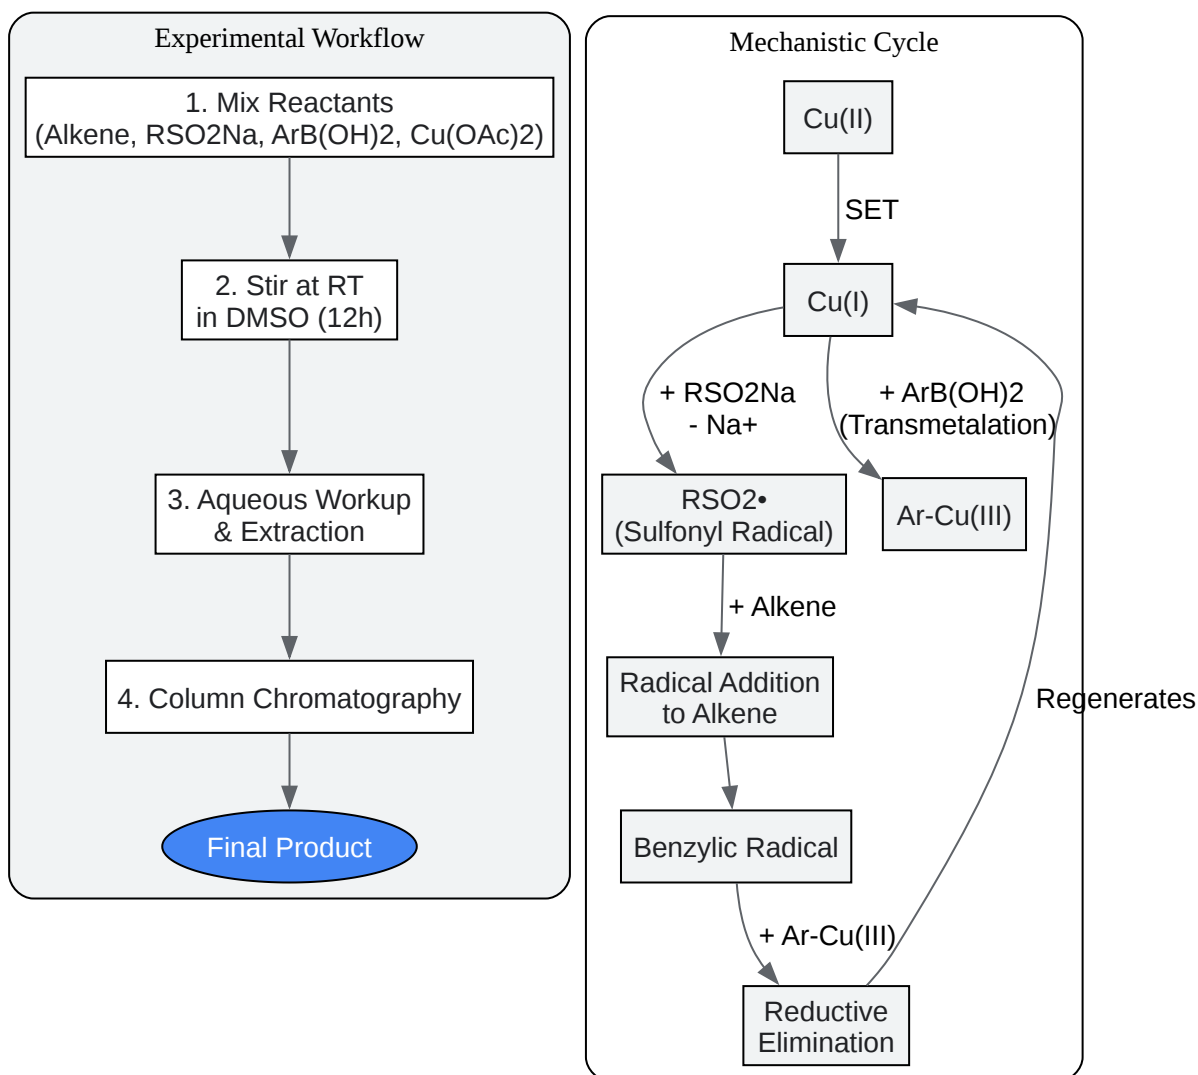 Experimental Workflow
1. Mix Reactants
(Alkene, RSO2Na, ArB(OH)2, Cu(OAc)2)
2. Stir at RT
in DMSO (12h)
3. Aqueous Workup
& Extraction
4. Column Chromatography
Final Product
Mechanistic Cycle
Cu(II)
SET
Cu(I)
+ RSO2Na
- Na+
+ ArB(OH)2
(Transmetalation)
RSO2•
(Sulfonyl Radical)
Ar-Cu(III)
+ Alkene
Radical Addition
to Alkene
Regenerates
Benzylic Radical
+ Ar-Cu(III)
Reductive
Elimination